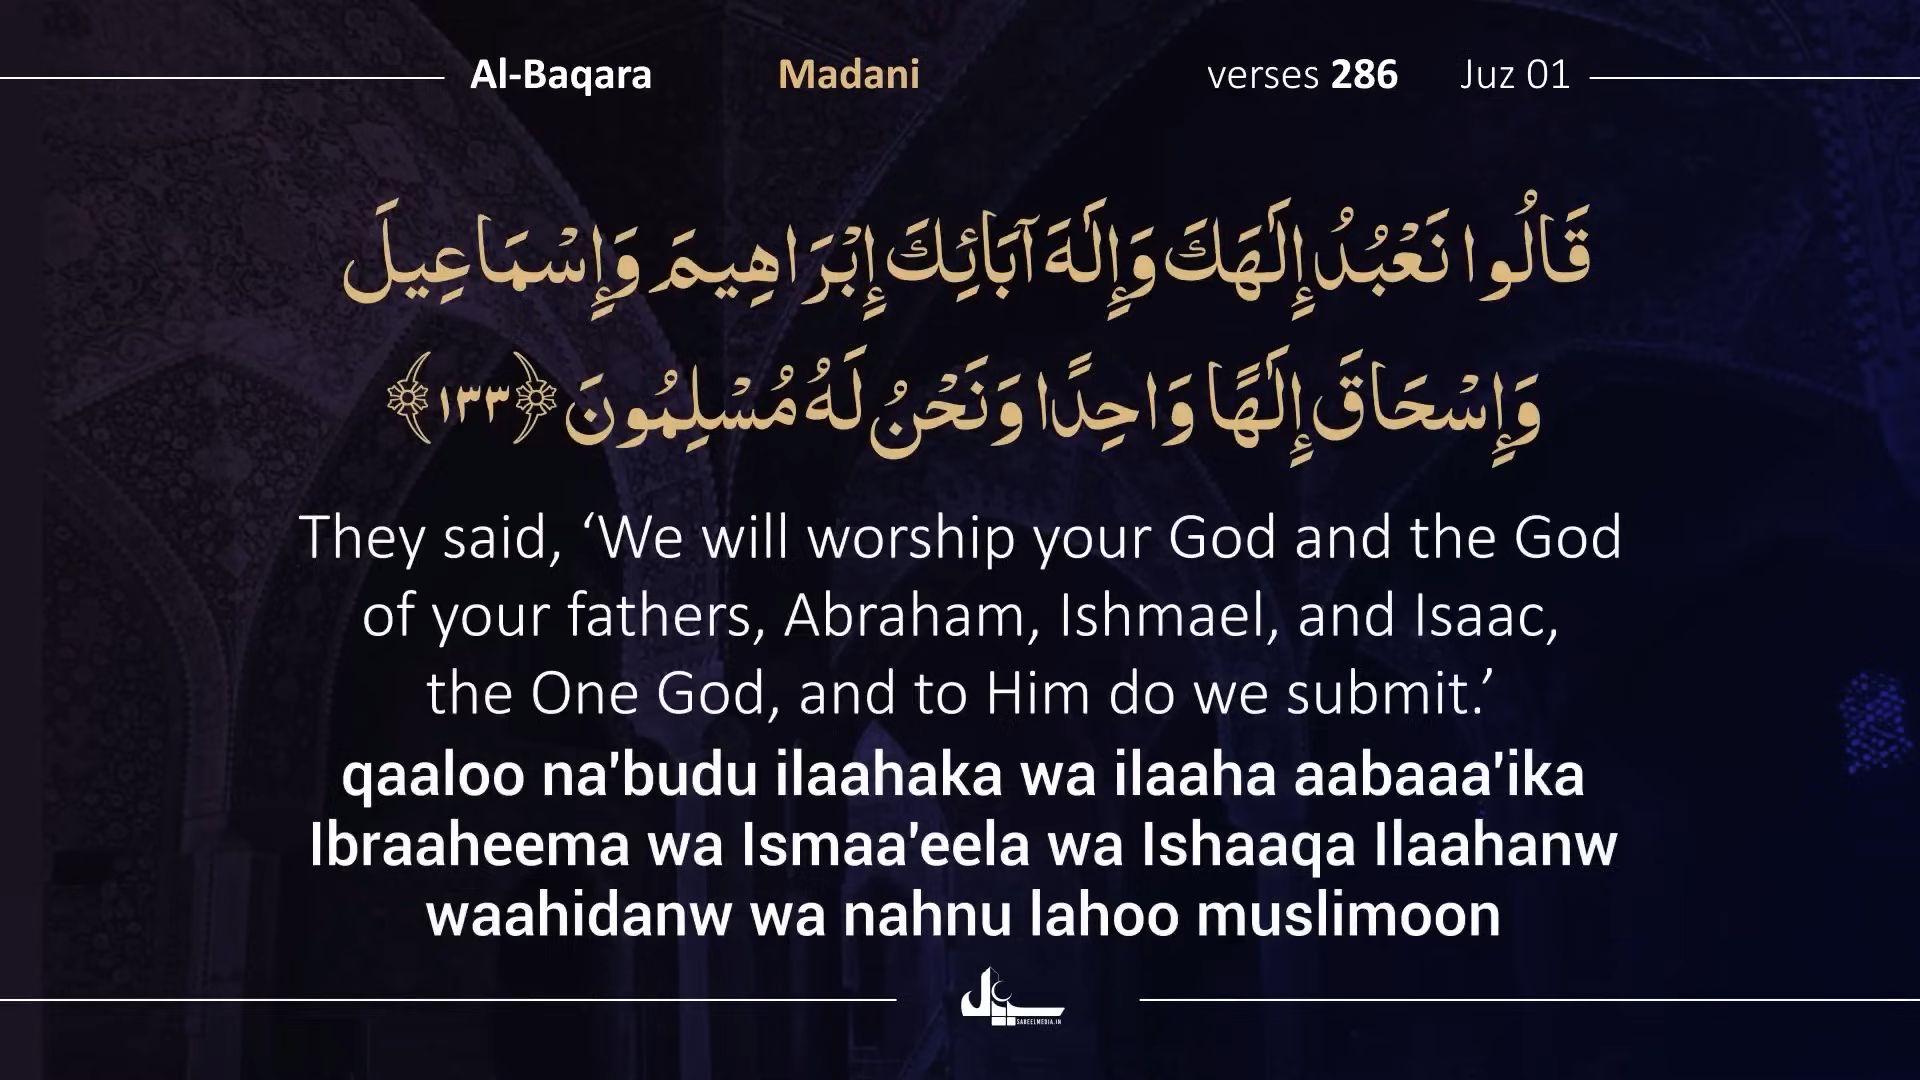 Al-Baqara Madani verses 286 Juz 01
قَالُوا نَعْبُدُ إِلَٰهَكَ وَإِلَٰهَ آبَائِكَ إِبْرَاهِيمَ وَإِسْمَاعِيلَ
وَإِسْحَاقَ إِلَٰهًا وَاحِدًا وَنَحْنُ لَهُ مُسْلِمُونَ ﴿١٣٣﴾
They said, ‘We will worship your God and the God
of your fathers, Abraham, Ishmael, and Isaac,
the One God, and to Him do we submit.’
qaaloo na'budu ilaahaka wa ilaaha aabaaa'ika
Ibraaheema wa Ismaa'eela wa Ishaaqa Ilaahanw
waahidanw wa nahnu lahoo muslimoon
SABEELMEDIA.IN